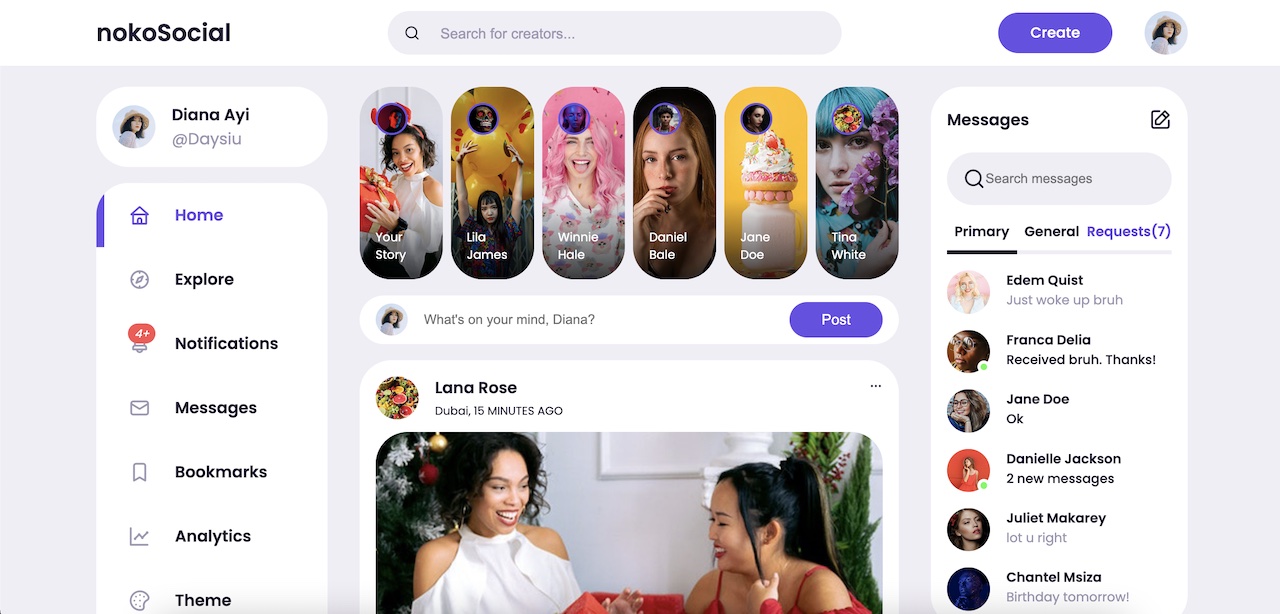 nokoSocial
Search for creators...
Create
Diana Ayi
@Daysiu
Home
Explore
4+
Notifications
Messages
Bookmarks
Analytics
Theme
Your
Story
Lila
James
Winnie
Hale
Daniel
Bale
Jane
Doe
Tina
White
What's on your mind, Diana?
Post
Lana Rose
...
Dubai, 15 MINUTES AGO
Messages
Search messages
Primary General Requests(7)
Edem Quist
Just woke up bruh
Franca Delia
Received bruh. Thanks!
Jane Doe
Ok
Danielle Jackson
2 new messages
Juliet Makarey
lot u right
Chantel Msiza
Birthday tomorrow!